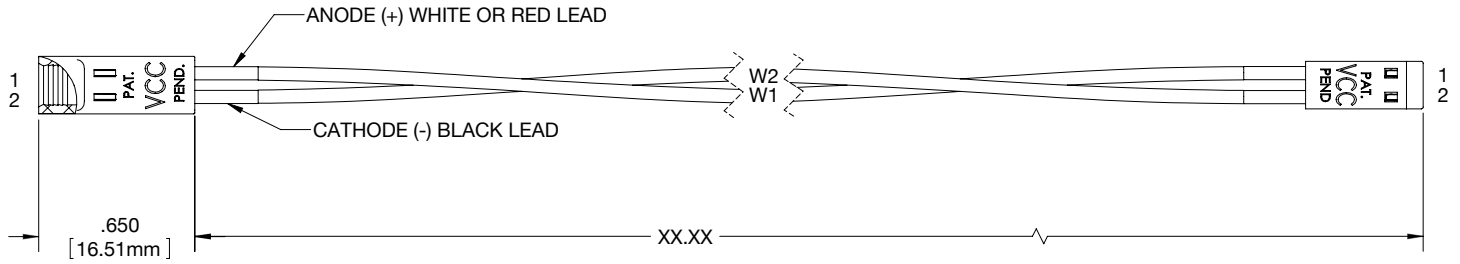 ANODE (+) WHITE OR RED LEAD
1
2
PAT.
VCC
PEND.
W2
W1
PAT.
VCC
PEND
1
2
CATHODE (-) BLACK LEAD
.650
[16.51mm]
XX.XX